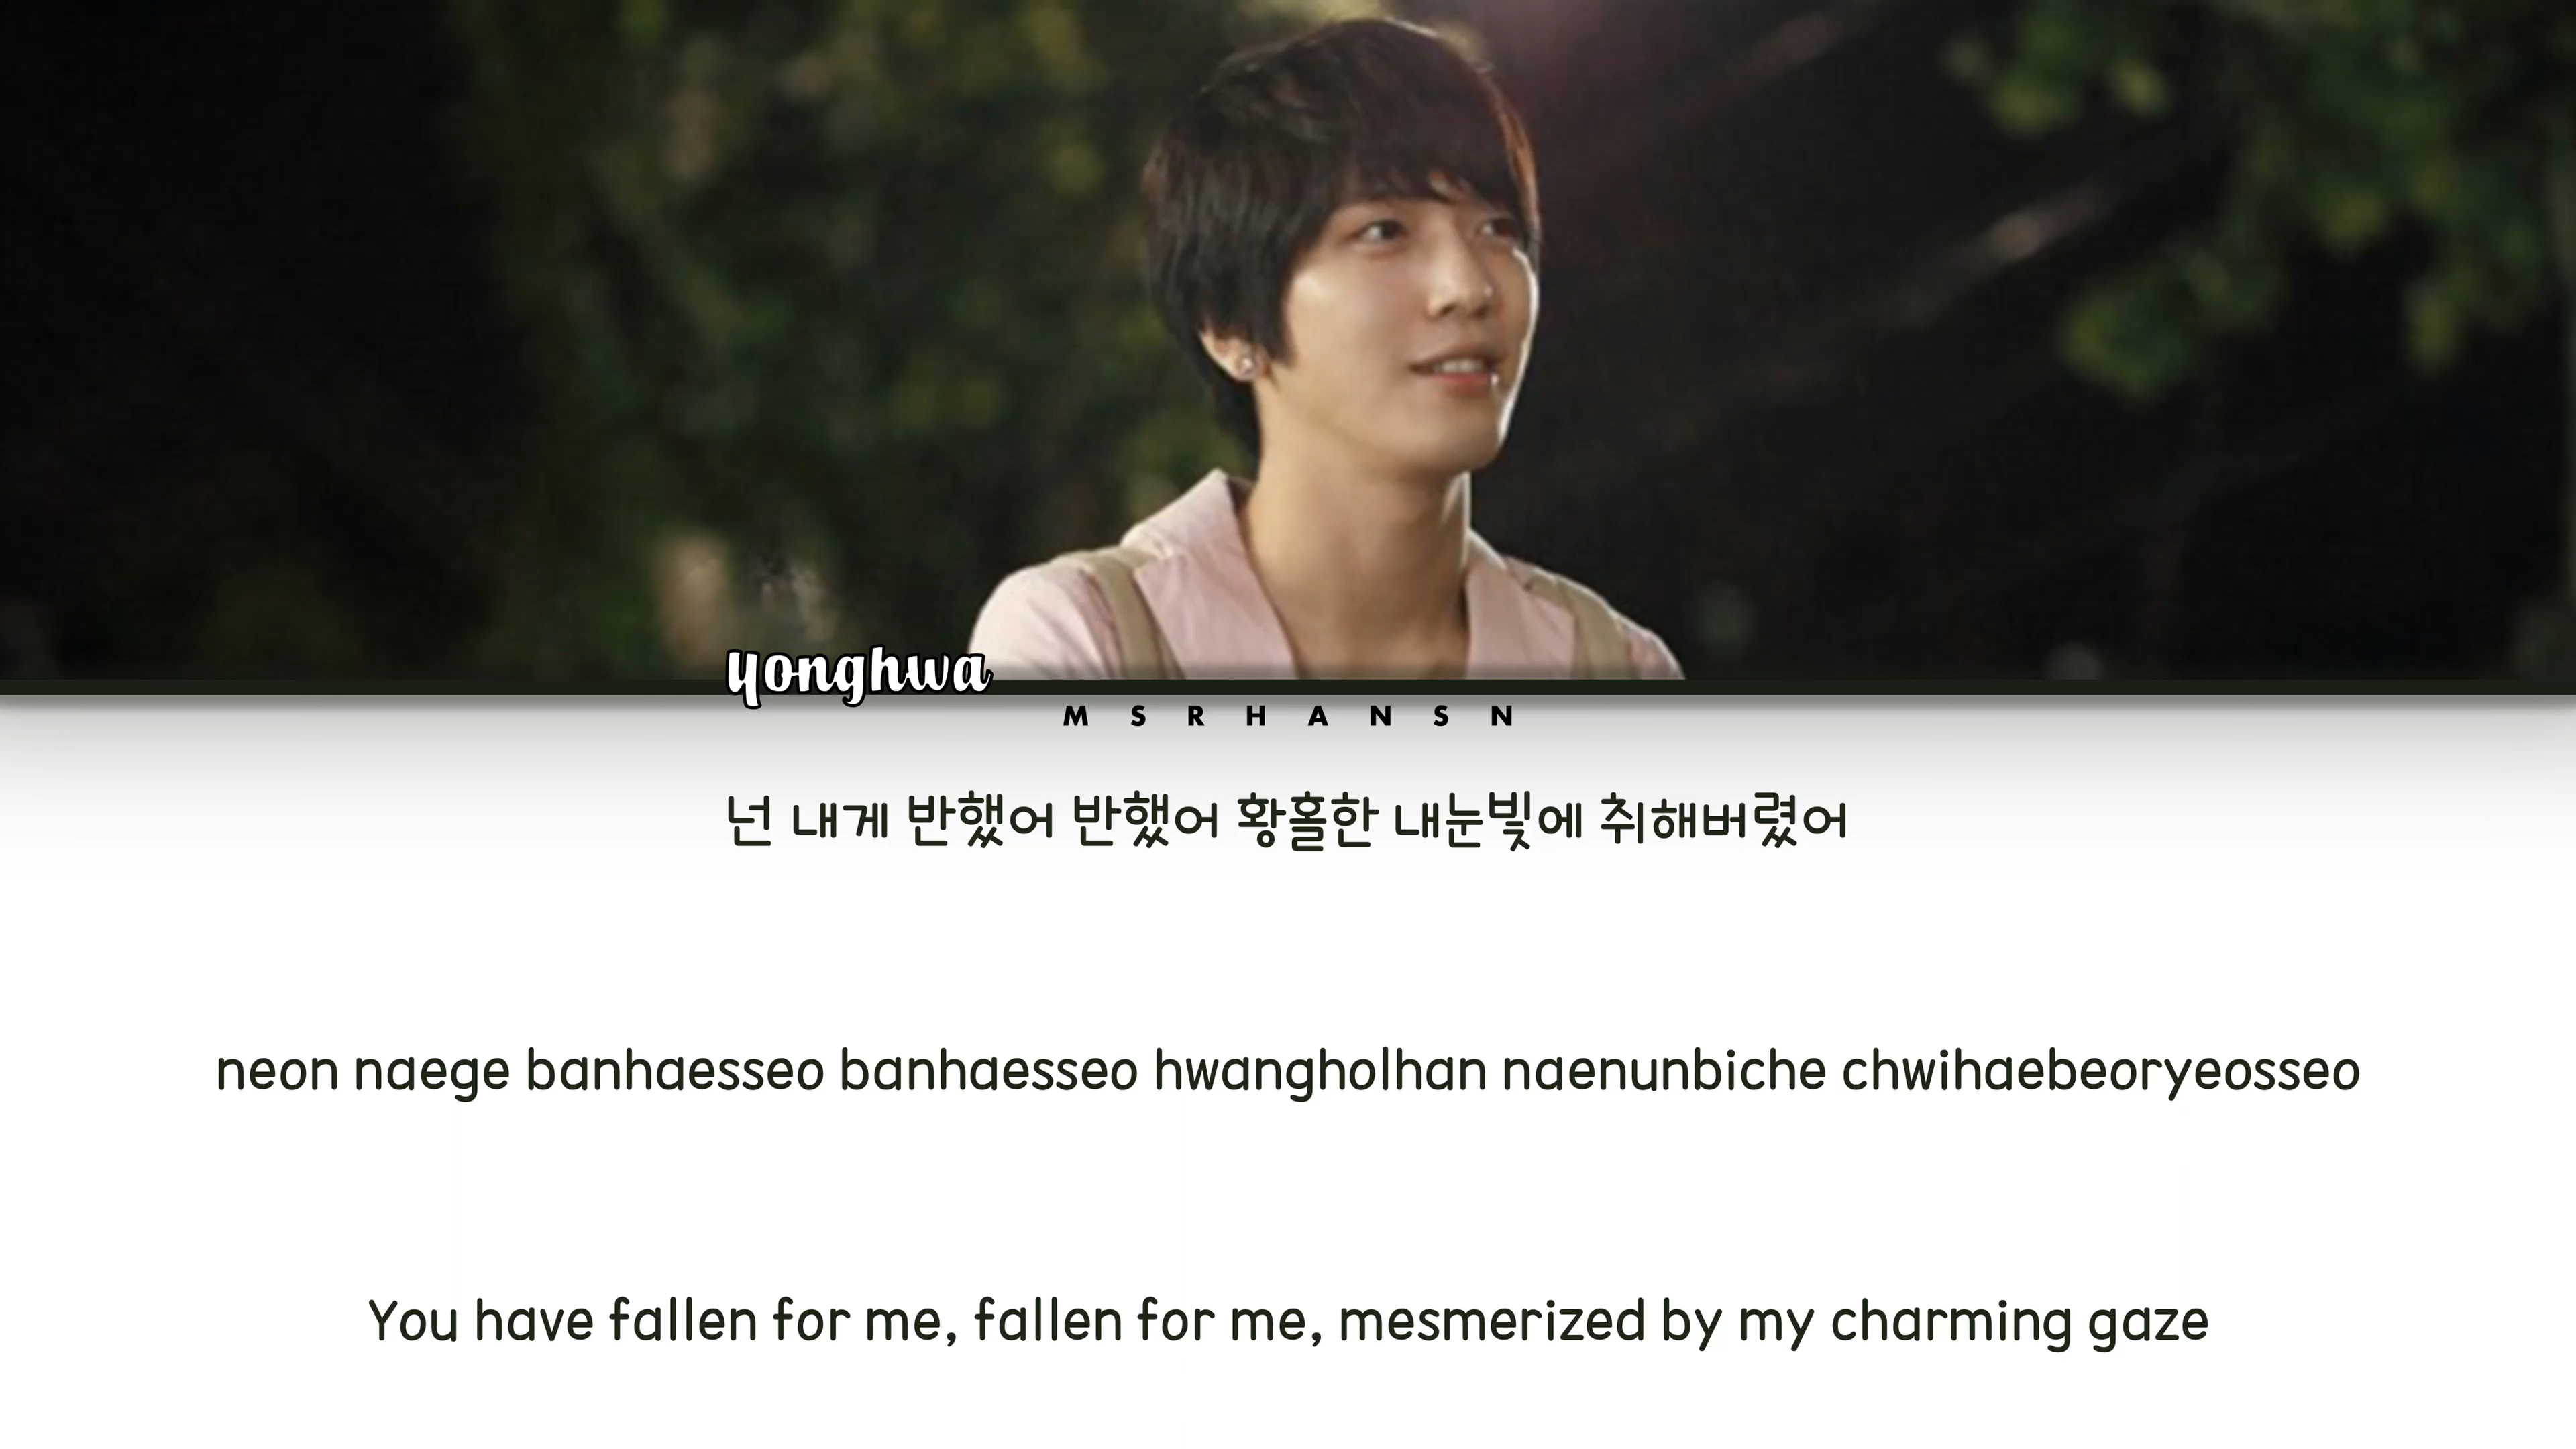 yonghwa
MSRHANSN
넌 내게 반했어 반했어 황홀한 내눈빛에 취해버렸어
neon naege banhaesseo banhaesseo hwangholhan naenunbiche chwihaebeoryeosseo
You have fallen for me, fallen for me, mesmerized by my charming gaze